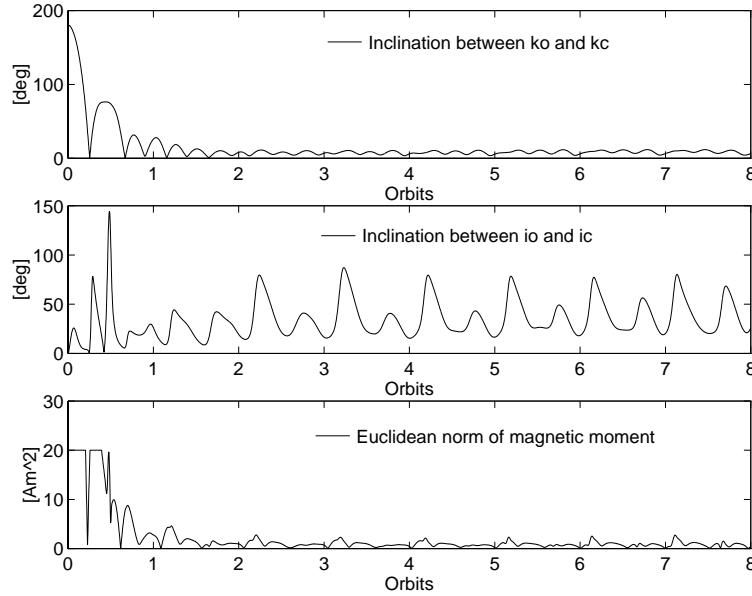 200
100
0
[deg]
Inclination between ko and kc
0 1 2 3 4 5 6 7 8
Orbits
150
100
50
0
[deg]
Inclination between io and ic
0 1 2 3 4 5 6 7 8
Orbits
30
20
10
0
[Am^2]
Euclidean norm of magnetic moment
0 1 2 3 4 5 6 7 8
Orbits